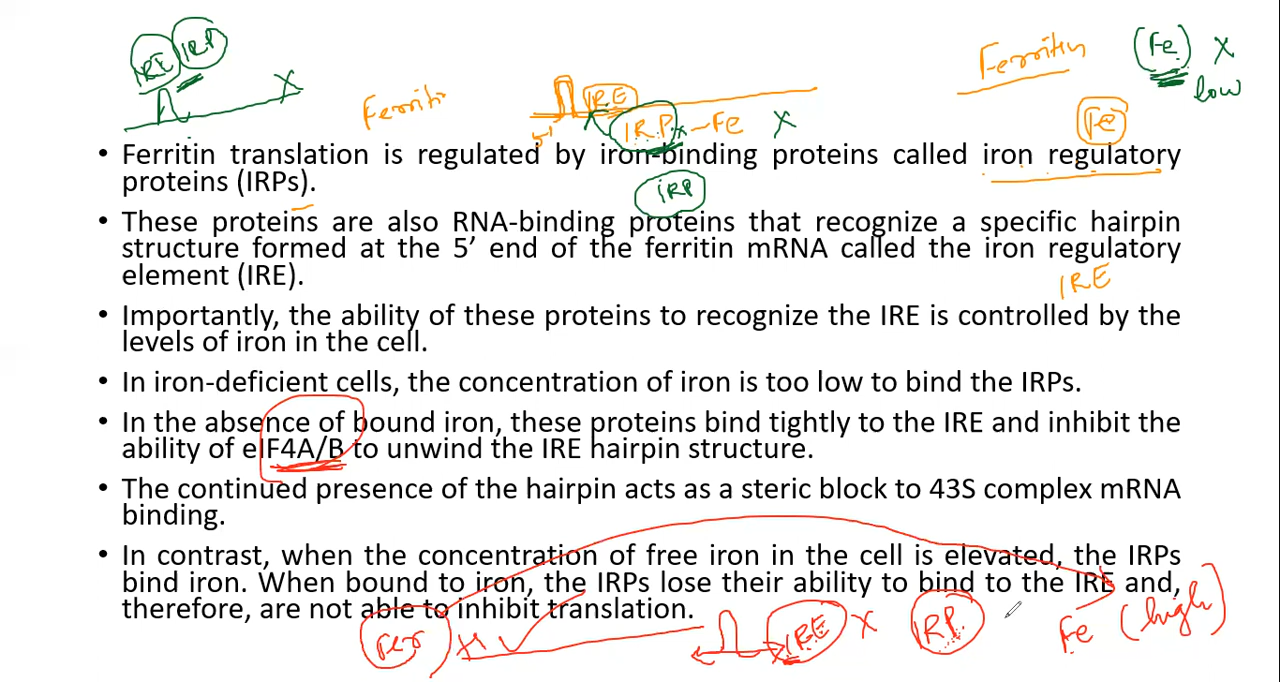 IRE IRP X
Ferriti
5' IRE
IRP - Fe X
IRP
Ferritin
(Fe) X
low
Fe
• Ferritin translation is regulated by iron-binding proteins called iron regulatory
proteins (IRPs).
• These proteins are also RNA-binding proteins that recognize a specific hairpin
structure formed at the 5′ end of the ferritin mRNA called the iron regulatory
element (IRE).
IRE
• Importantly, the ability of these proteins to recognize the IRE is controlled by the
levels of iron in the cell.
• In iron-deficient cells, the concentration of iron is too low to bind the IRPs.
• In the absence of bound iron, these proteins bind tightly to the IRE and inhibit the
ability of eIF4A/B to unwind the IRE hairpin structure.
• The continued presence of the hairpin acts as a steric block to 43S complex mRNA
binding.
• In contrast, when the concentration of free iron in the cell is elevated, the IRPs
bind iron. When bound to iron, the IRPs lose their ability to bind to the IRE and,
therefore, are not able to inhibit translation.
Fer IRE X IRP Fe (high)